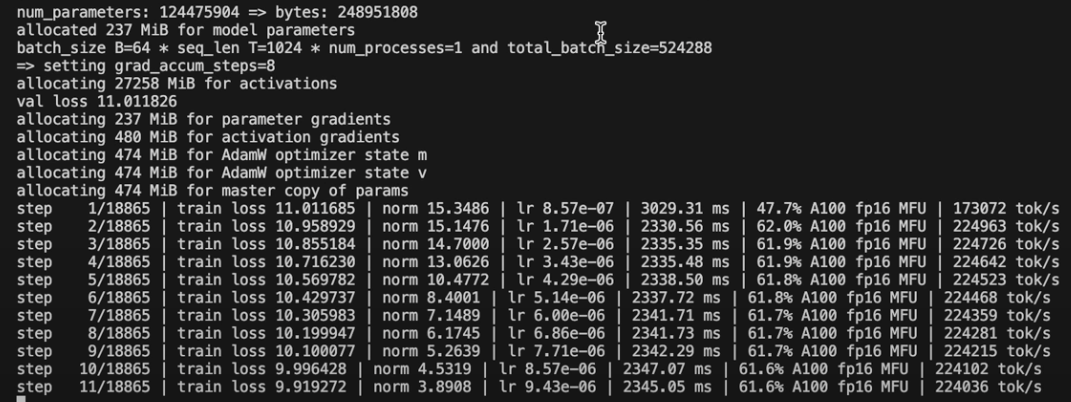 num_parameters: 124475904 => bytes: 248951808
allocated 237 MiB for model parameters
batch_size B=64 * seq_len T=1024 * num_processes=1 and total_batch_size=524288
=> setting grad_accum_steps=8
allocating 27258 MiB for activations
val loss 11.011826
allocating 237 MiB for parameter gradients
allocating 480 MiB for activation gradients
allocating 474 MiB for AdamW optimizer state m
allocating 474 MiB for AdamW optimizer state v
allocating 474 MiB for master copy of params
step    1/18865 | train loss 11.011685 | norm 15.3486 | lr 8.57e-07 | 3029.31 ms | 47.7% A100 fp16 MFU | 173072 tok/s
step    2/18865 | train loss 10.958929 | norm 15.1476 | lr 1.71e-06 | 2330.56 ms | 62.0% A100 fp16 MFU | 224963 tok/s
step    3/18865 | train loss 10.855184 | norm 14.7000 | lr 2.57e-06 | 2335.35 ms | 61.9% A100 fp16 MFU | 224726 tok/s
step    4/18865 | train loss 10.716230 | norm 13.0626 | lr 3.43e-06 | 2335.48 ms | 61.9% A100 fp16 MFU | 224642 tok/s
step    5/18865 | train loss 10.569782 | norm 10.4772 | lr 4.29e-06 | 2338.50 ms | 61.8% A100 fp16 MFU | 224523 tok/s
step    6/18865 | train loss 10.429737 | norm 8.4001 | lr 5.14e-06 | 2337.72 ms | 61.8% A100 fp16 MFU | 224468 tok/s
step    7/18865 | train loss 10.305983 | norm 7.1489 | lr 6.00e-06 | 2341.71 ms | 61.7% A100 fp16 MFU | 224359 tok/s
step    8/18865 | train loss 10.199947 | norm 6.1745 | lr 6.86e-06 | 2341.73 ms | 61.7% A100 fp16 MFU | 224281 tok/s
step    9/18865 | train loss 10.100077 | norm 5.2639 | lr 7.71e-06 | 2342.29 ms | 61.7% A100 fp16 MFU | 224215 tok/s
step   10/18865 | train loss 9.996428 | norm 4.5319 | lr 8.57e-06 | 2347.07 ms | 61.6% A100 fp16 MFU | 224102 tok/s
step   11/18865 | train loss 9.919272 | norm 3.8908 | lr 9.43e-06 | 2345.05 ms | 61.6% A100 fp16 MFU | 224036 tok/s